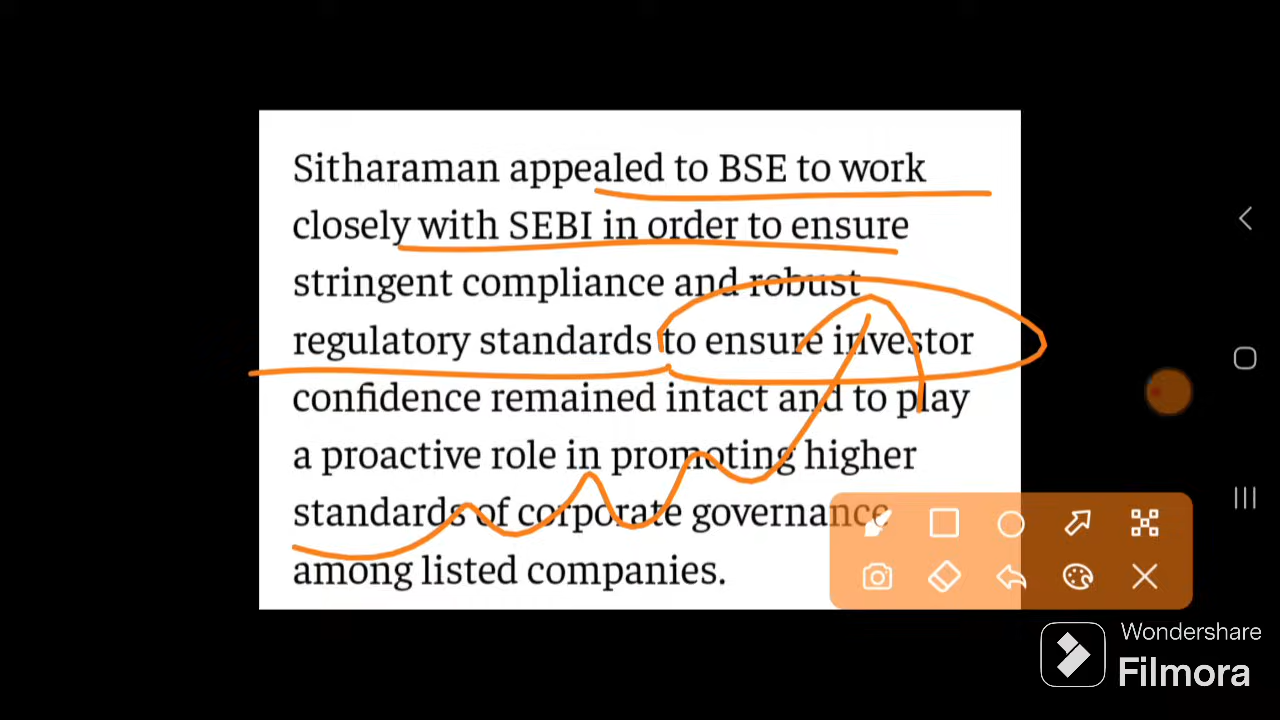 Sitharaman appealed to BSE to work
closely with SEBI in order to ensure
stringent compliance and robust
regulatory standards to ensure investor
confidence remained intact and to play
a proactive role in promoting higher
standards of corporate governance
among listed companies.
Wondershare
Filmora